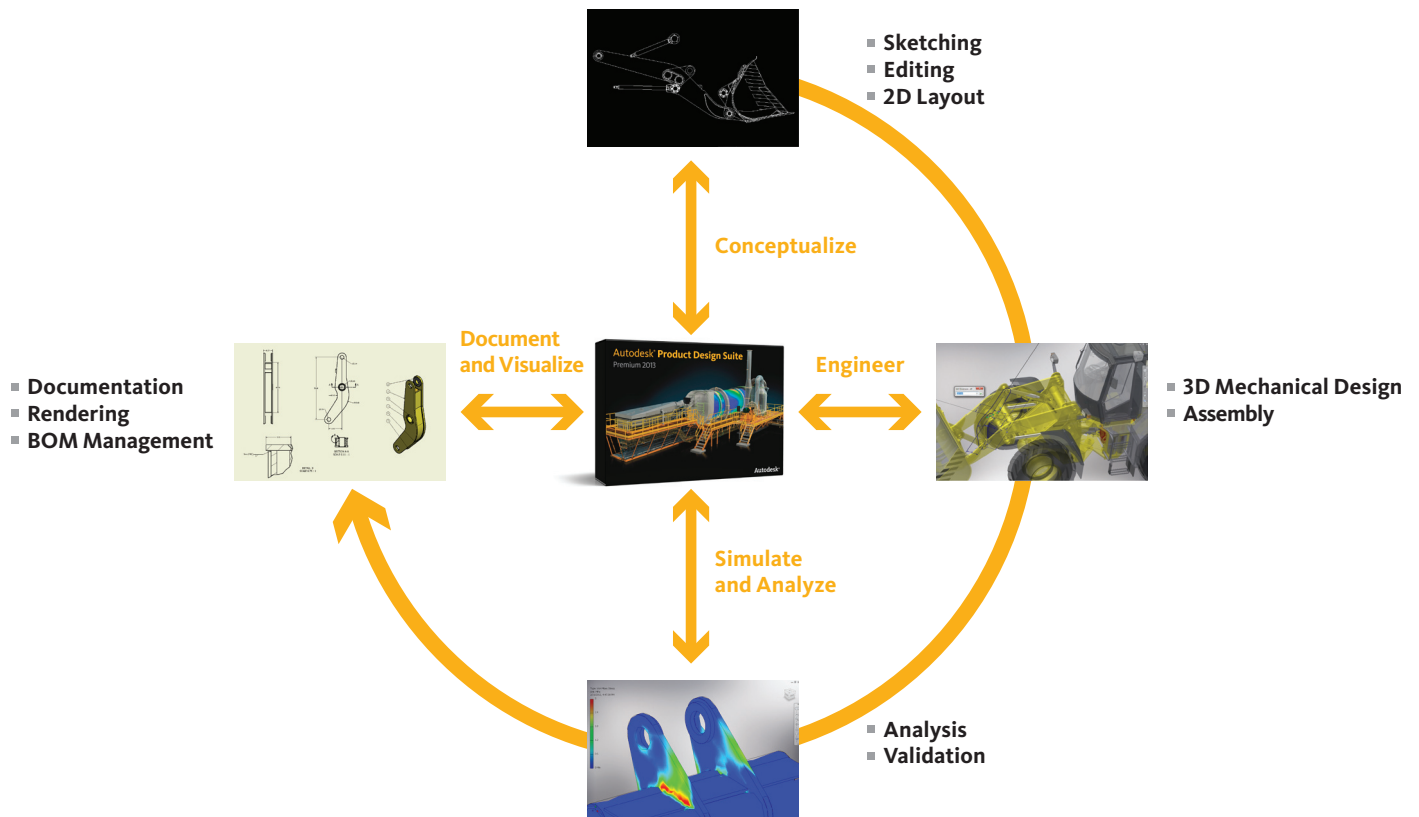 Sketching
Editing
2D Layout
Conceptualize
Document
and Visualize
Autodesk® Product Design Suite
Premium 2013
Autodesk®
Engineer
Documentation
Rendering
BOM Management
3D Mechanical Design
Assembly
Simulate
and Analyze
Analysis
Validation